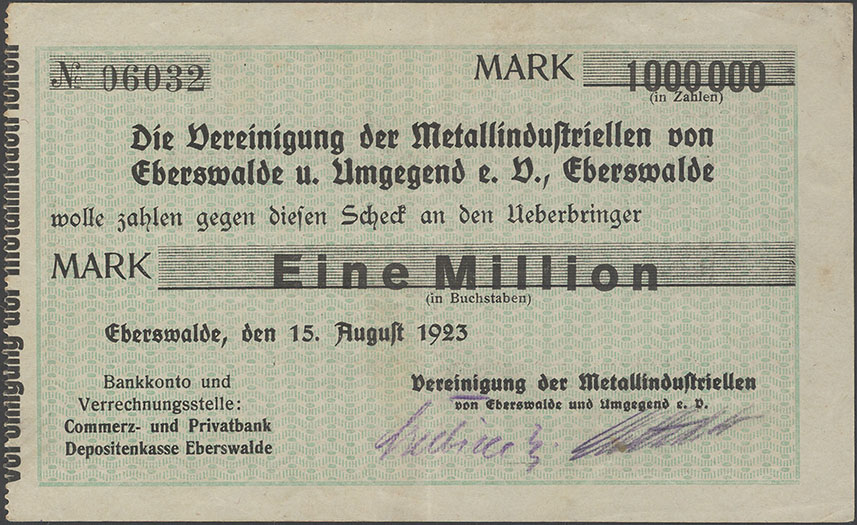 № 06032
MARK 1000000
(in Zahlen)
Die Vereinigung der Metallindustriellen von
Eberswalde u. Umgegend e. V., Eberswalde
wolle zahlen gegen diesen Scheck an den Ueberbringer
MARK Eine Million
(in Buchstaben)
Eberswalde, den 15. August 1923
Bankkonto und
Verrechnungsstelle:
Commerz- und Privatbank
Depositenkasse Eberswalde
Vereinigung der Metallindustriellen
von Eberswalde und Umgegend e. V.